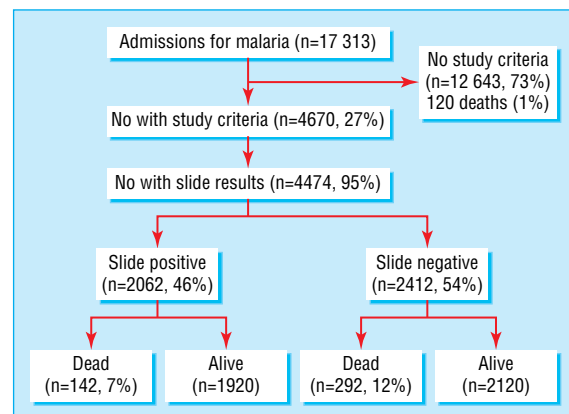 Admissions for malaria (n=17 313)
No study criteria
(n=12 643, 73%)
120 deaths (1%)
No with study criteria (n=4670, 27%)
No with slide results (n=4474, 95%)
Slide positive
(n=2062, 46%)
Slide negative
(n=2412, 54%)
Dead
(n=142, 7%)
Alive
(n=1920)
Dead
(n=292, 12%)
Alive
(n=2120)